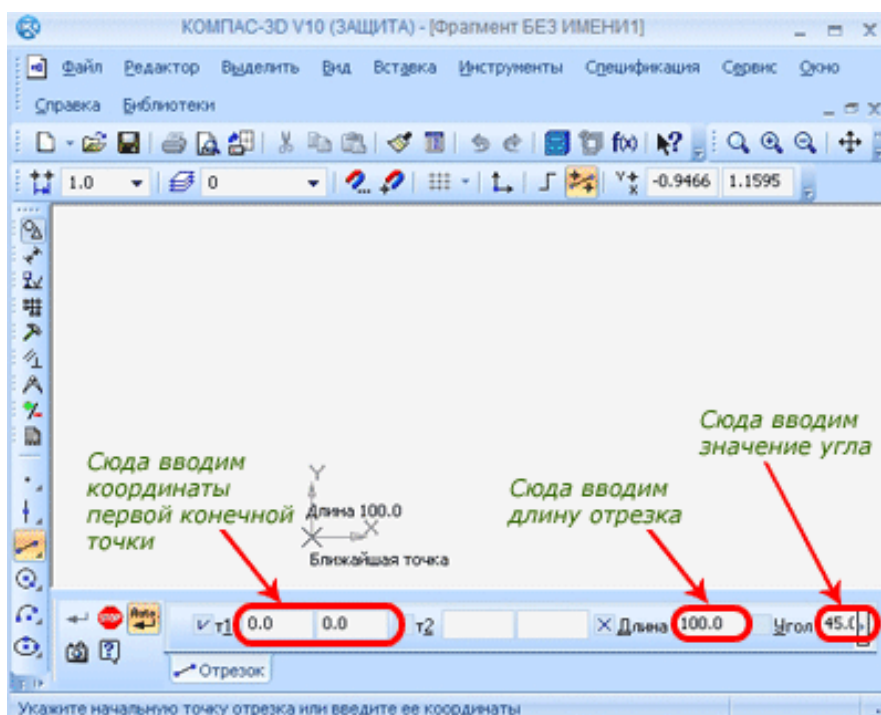 КОМПАС-3D V10 (ЗАЩИТА) - [Фрагмент БЕЗ ИМЕНИ1]
Файл Редактор Выделить Вид Вставка Инструменты Спецификация Сервис Окно
Справка Библиотеки
f(x)
1.0 0 Y X -0.9466 1.1595
Сюда вводим
значение угла
Сюда вводим
координаты
первой конечной
точки
Y
Длина 100.0
X
Ближайшая точка
Сюда вводим
длину отрезка
STOP Auto т1 0.0 0.0 т2 Длина 100.0 Угол 45.0
Отрезок
Укажите начальную точку отрезка или введите ее координаты